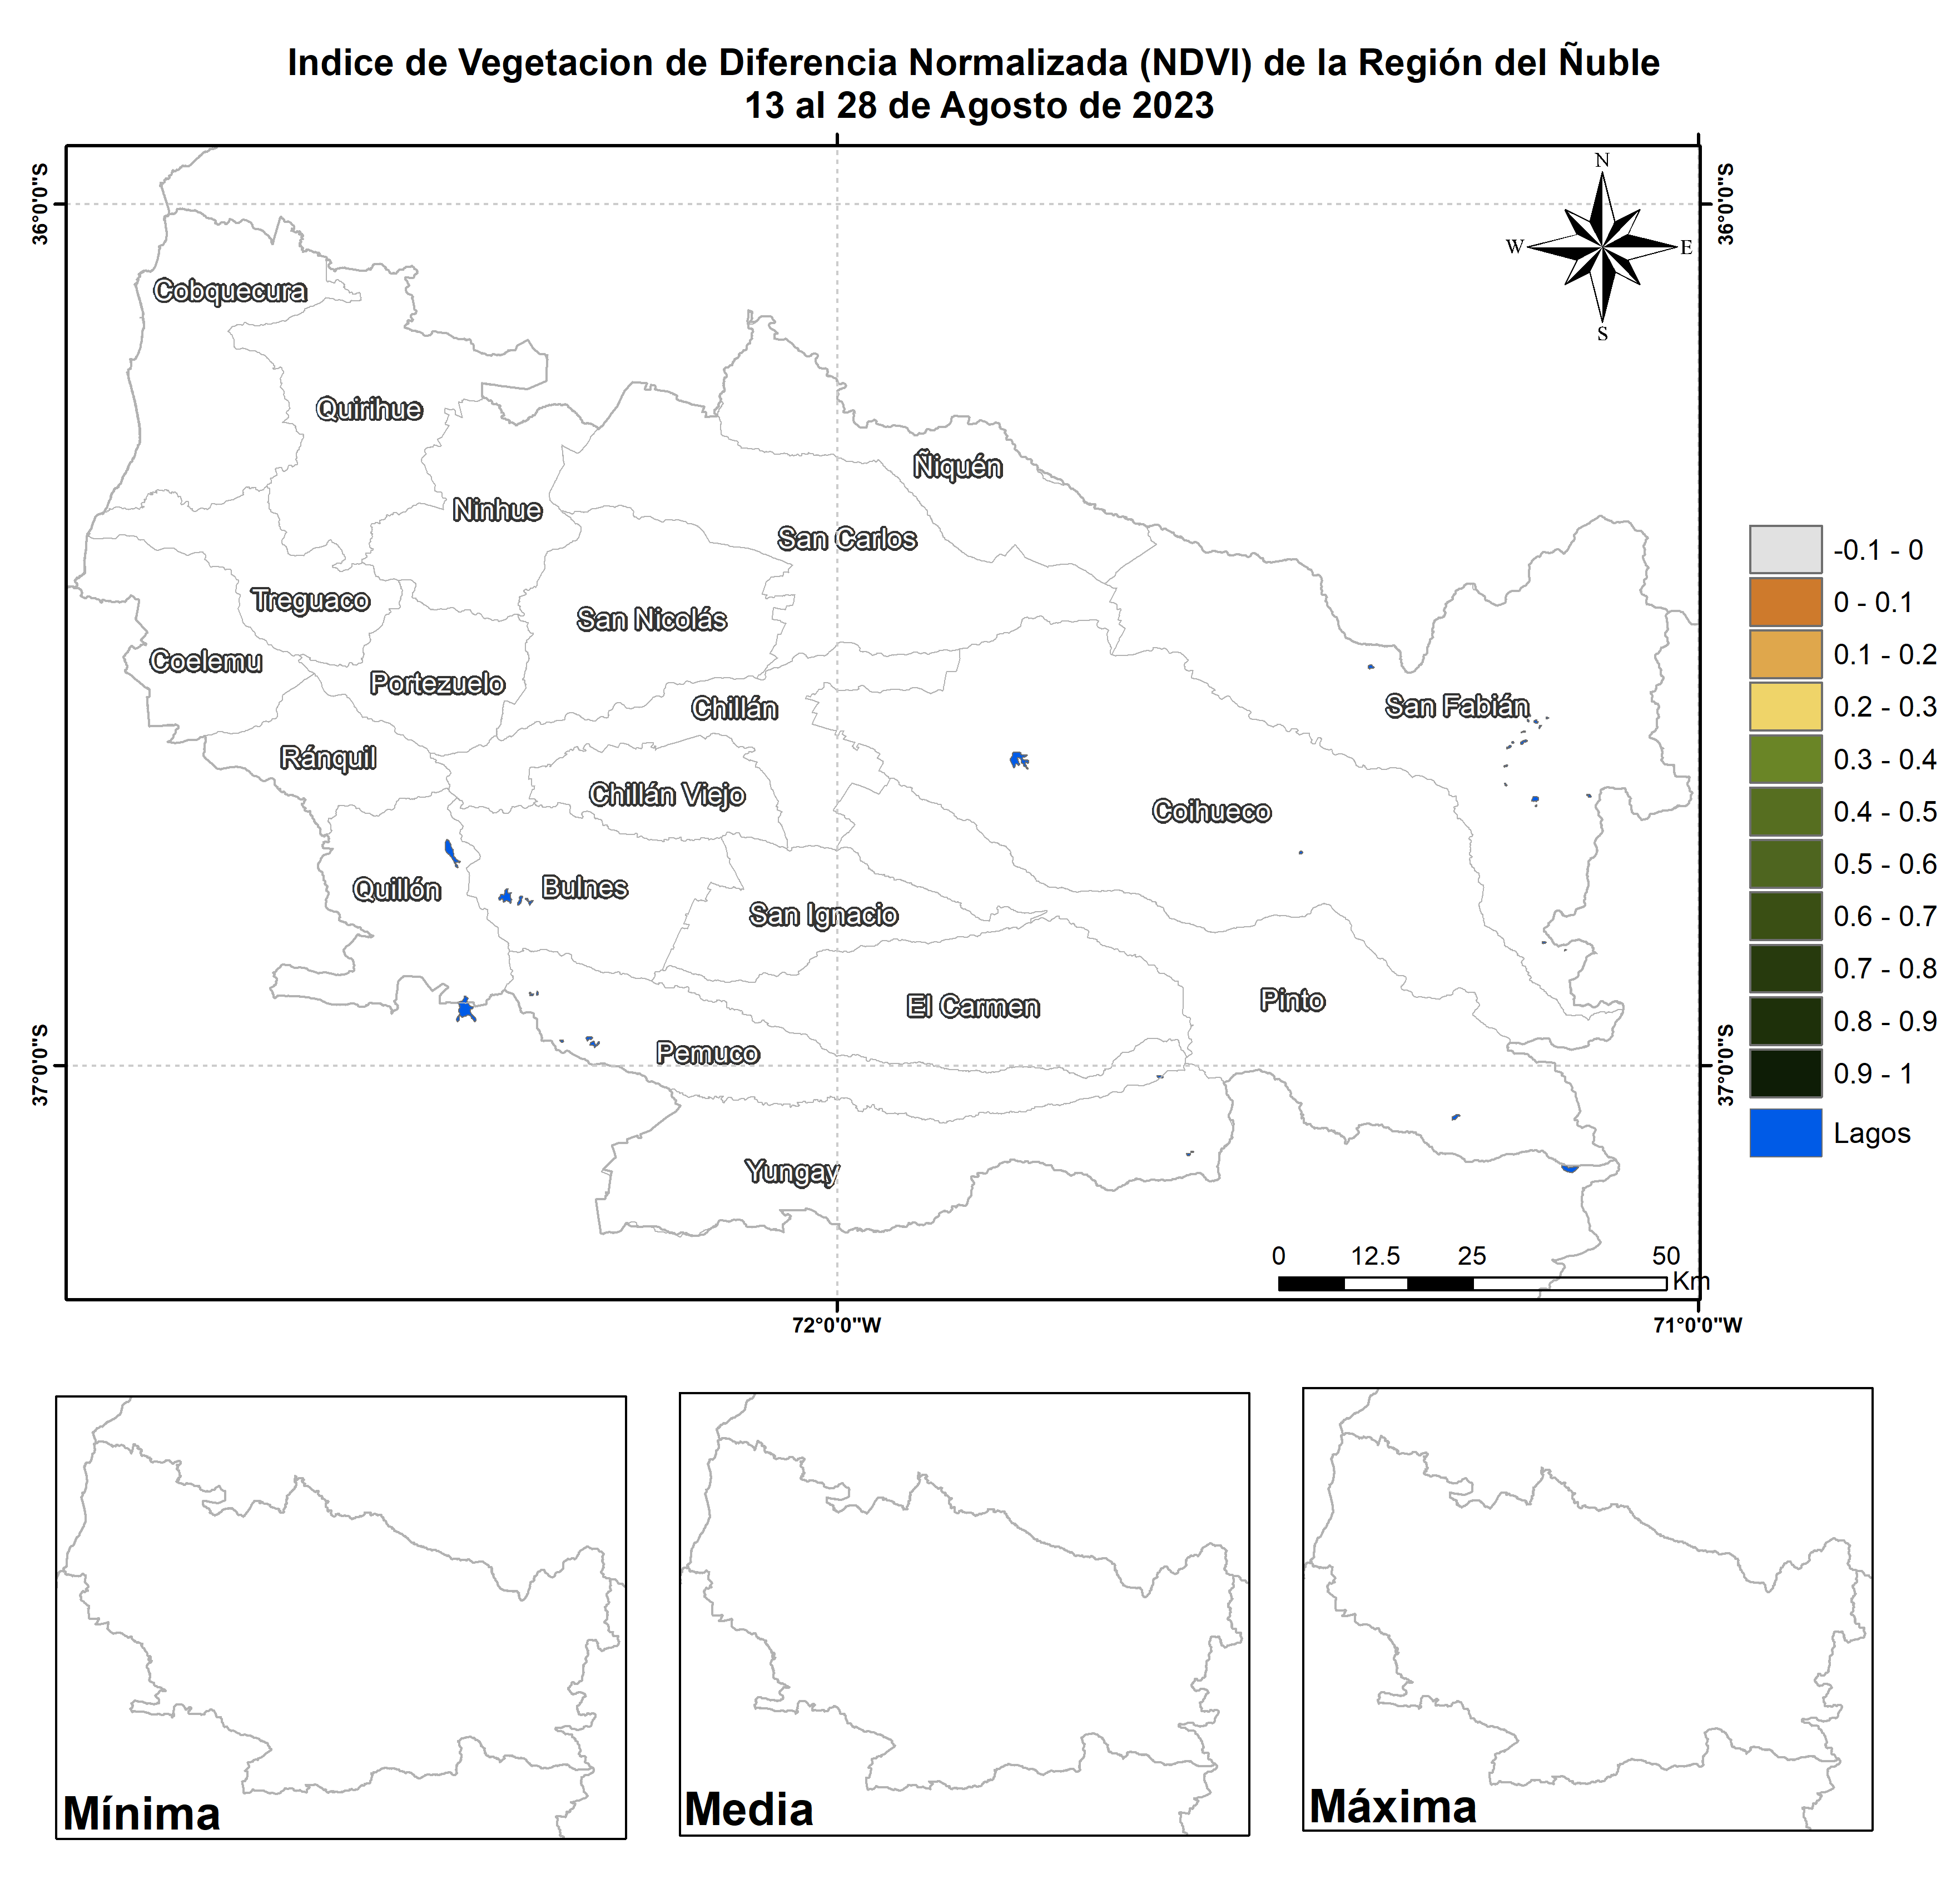 Indice de Vegetacion de Diferencia Normalizada (NDVI) de la Región del Ñuble
13 al 28 de Agosto de 2023
36°0'0"S
36°0'0"S
N
W
E
S
Cobquecura
Quirihue
Ñiquén
Ninhue
San Carlos
Treguaco
San Nicolás
Coelemu
Portezuelo
Chillán
San Fabián
Ránquil
Chillán Viejo
Coihueco
Quillón
Bulnes
San Ignacio
El Carmen
Pinto
Pemuco
Yungay
37°0'0"S
37°0'0"S
0 12.5 25 50
Km
72°0'0"W
71°0'0"W
-0.1 - 0
0 - 0.1
0.1 - 0.2
0.2 - 0.3
0.3 - 0.4
0.4 - 0.5
0.5 - 0.6
0.6 - 0.7
0.7 - 0.8
0.8 - 0.9
0.9 - 1
Lagos
Mínima
Media
Máxima